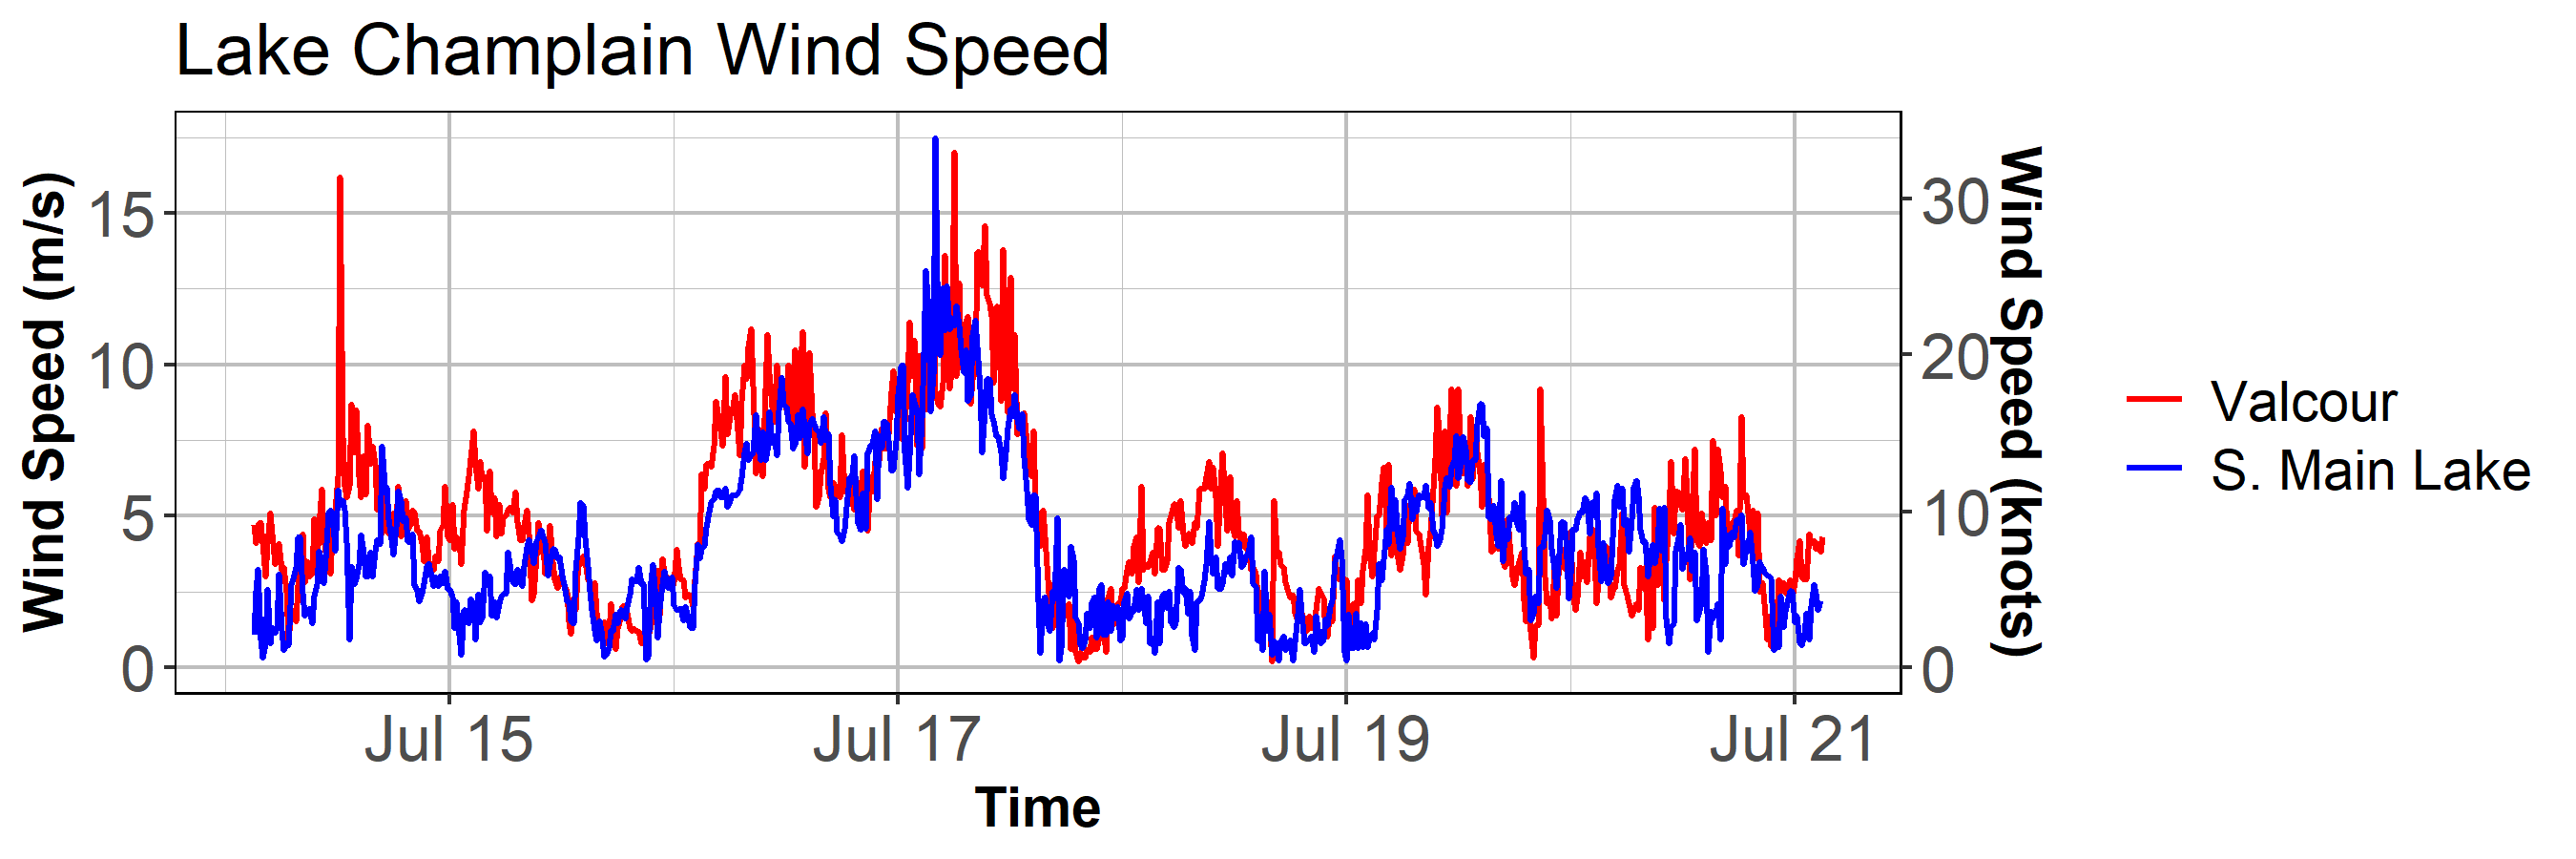 Lake Champlain Wind Speed
Wind Speed (m/s)
15
10
5
0
30
20
10
0
Wind Speed (knots)
Jul 15
Jul 17
Jul 19
Jul 21
Time
Valcour
S. Main Lake